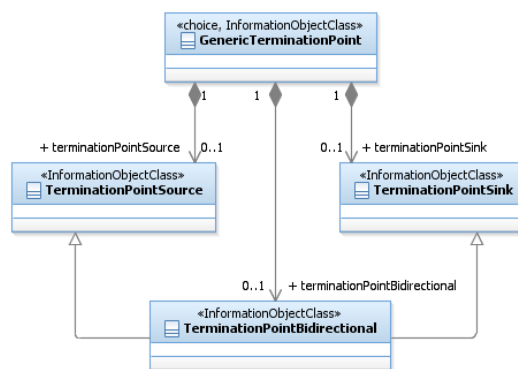 «choice, InformationObjectClass»
GenericTerminationPoint
1
1
1
+ terminationPointSource
0..1
0..1
+ terminationPointSink
«InformationObjectClass»
TerminationPointSource
«InformationObjectClass»
TerminationPointSink
0..1
+ terminationPointBidirectional
«InformationObjectClass»
TerminationPointBidirectional